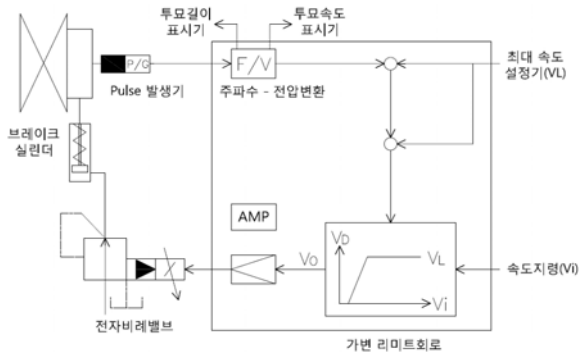 투묘길이
표시기
투묘속도
표시기
P/G
F/V
최대 속도
설정기(VL)
Pulse 발생기
주파수 - 전압변환
브레이크
실린더
AMP
VD
VL
Vi
VO
속도지령(Vi)
전자비례밸브
가변 리미트회로